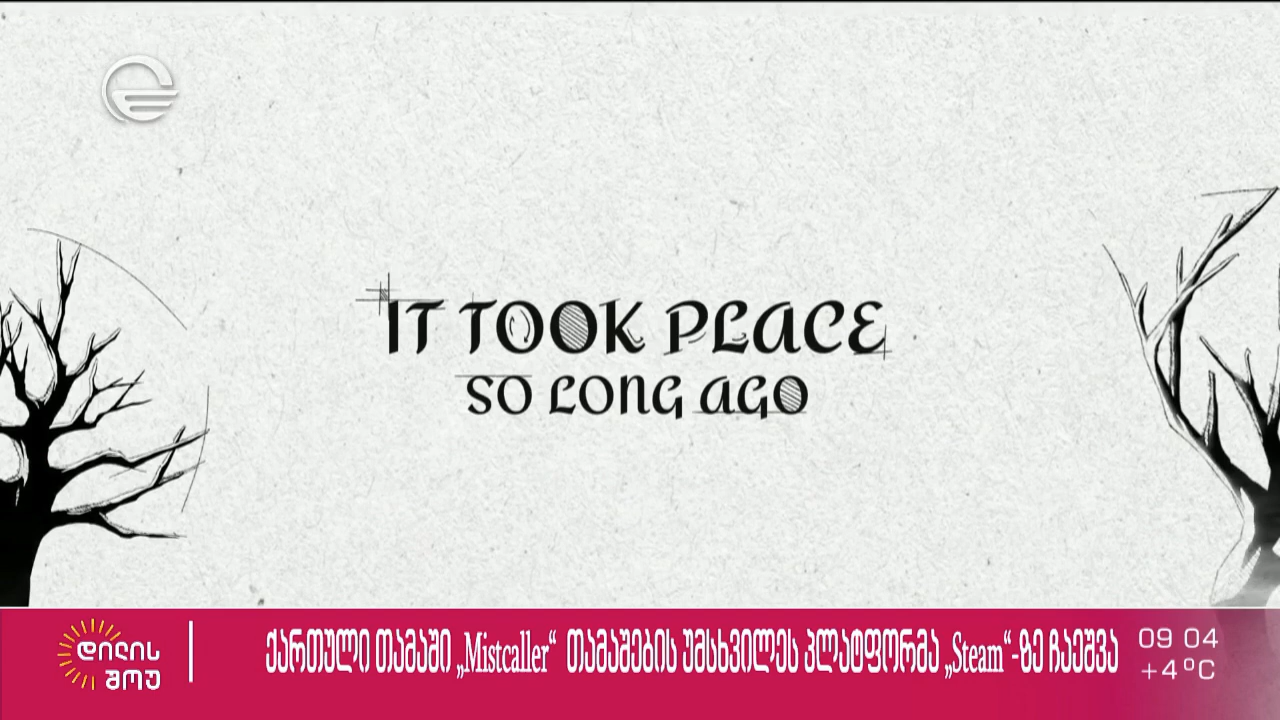 IT TOOK PLACE
SO LONG AGO
დილის
შოუ
ქართული თამაში „Mistcaller“ თამაშების უმსხვილეს პლატფორმა „Steam“-ზე ჩაეშვა
09 04
+4°C